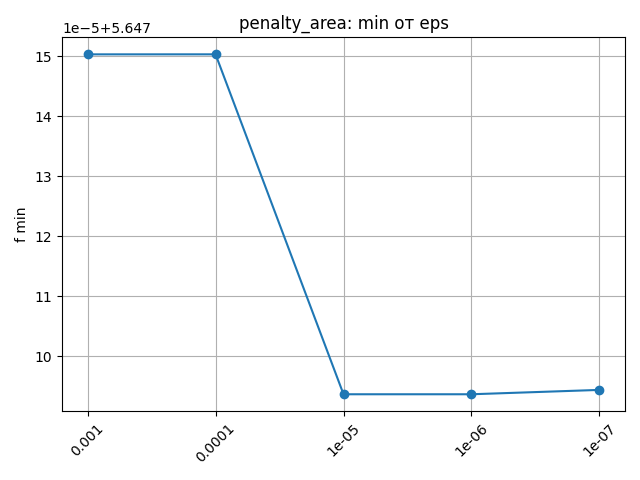 penalty_area: min от eps
1e−5+5.647
15
14
13
12
11
10
f min
0.001
0.0001
1e-05
1e-06
1e-07